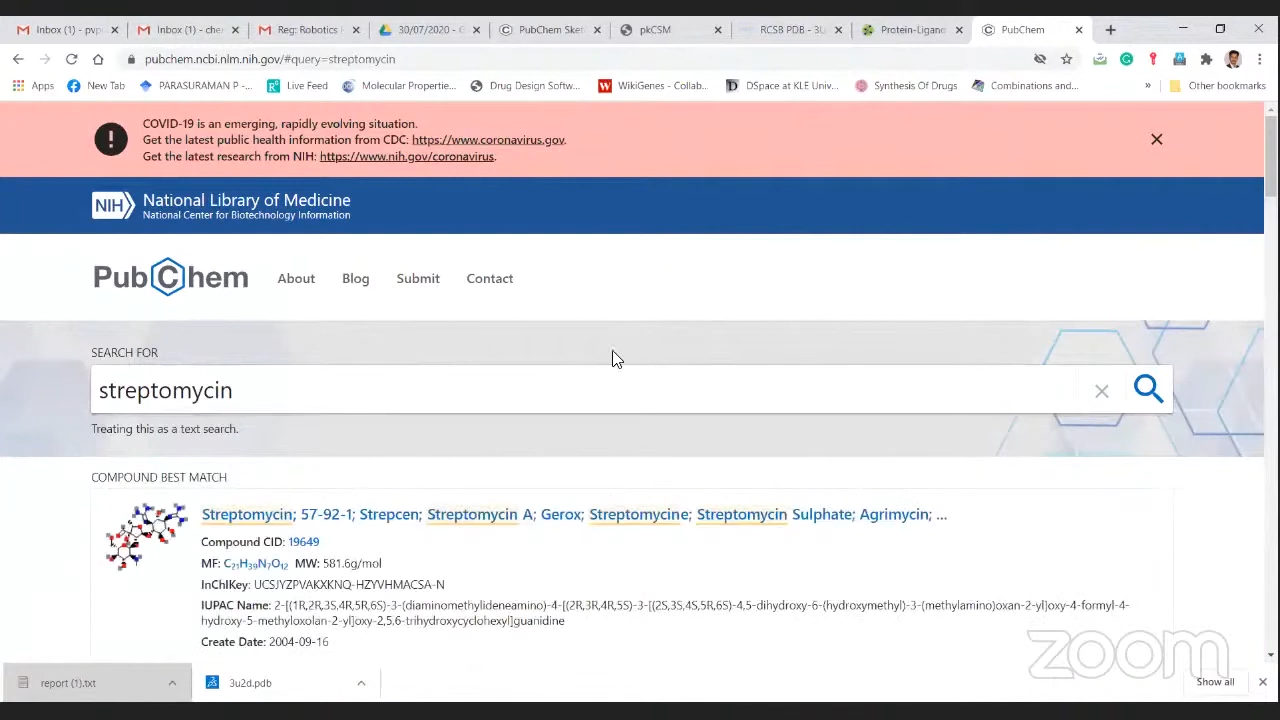 Inbox (1) - pvp
Inbox (1) - che
Reg: Robotics I
30/07/2020 - G
PubChem Sket
pkCSM
RCSB PDB - 3U
Protein-Ligand
PubChem
pubchem.ncbi.nlm.nih.gov/#query=streptomycin
Apps
New Tab
PARASURAMAN P -...
Live Feed
Molecular Propertie...
Drug Design Softw...
WikiGenes - Collab...
DSpace at KLE Univ...
Synthesis Of Drugs
Combinations and...
»
Other bookmarks
COVID-19 is an emerging, rapidly evolving situation.
Get the latest public health information from CDC: https://www.coronavirus.gov.
Get the latest research from NIH: https://www.nih.gov/coronavirus.
NIH
National Library of Medicine
National Center for Biotechnology Information
PubChem
About
Blog
Submit
Contact
SEARCH FOR
streptomycin
Treating this as a text search.
COMPOUND BEST MATCH
Streptomycin; 57-92-1; Strepcen; Streptomycin A; Gerox; Streptomycine; Streptomycin Sulphate; Agrimycin; ...
Compound CID: 19649
MF: C₂₁H₃₉N₇O₁₂ MW: 581.6g/mol
InChIKey: UCSJYZPVAKXKNQ-HZYVHMACSA-N
IUPAC Name: 2-[(1R,2R,3S,4R,5R,6S)-3-(diaminomethylideneamino)-4-[(2R,3R,4R,5S)-3-[(2S,3S,4S,5R,6S)-4,5-dihydroxy-6-(hydroxymethyl)-3-(methylamino)oxan-2-yl]oxy-4-formyl-4-
hydroxy-5-methyloxolan-2-yl]oxy-2,5,6-trihydroxycyclohexyl]guanidine
Create Date: 2004-09-16
zoom
report (1).txt
3u2d.pdb
Show all